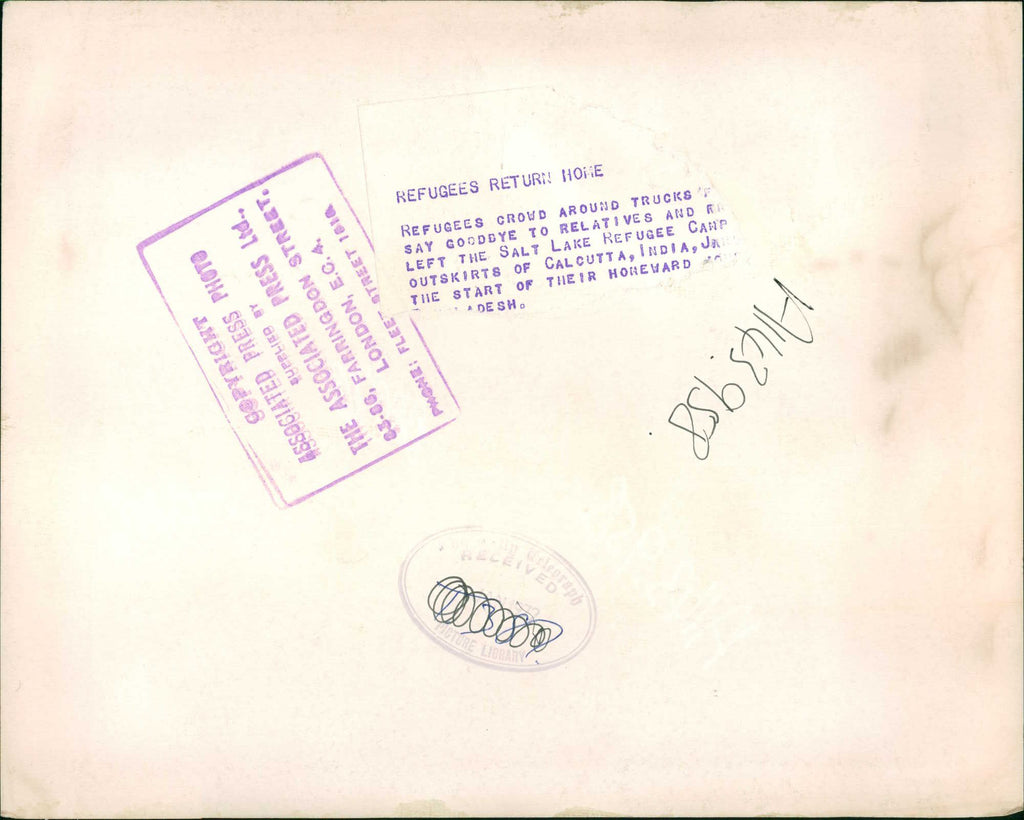 REFUGEES RETURN HOME
REFUGEES CROWD AROUND TRUCKS
SAY GOODBYE TO RELATIVES AND
LEFT THE SALT LAKE REFUGEE CAMP
OUTSKIRTS OF CALCUTTA, INDIA,
THE START OF THEIR HOMEWARD
COPYRIGHT
ASSOCIATED PRESS PHOTO
SUPPLIED BY
THE ASSOCIATED PRESS Ltd.,
83-86, FARRINGDON STREET.
LONDON, E.C. 4.
PHONE: FLEET STREET 1919
RECEIVED
PICTURE LIBRARY